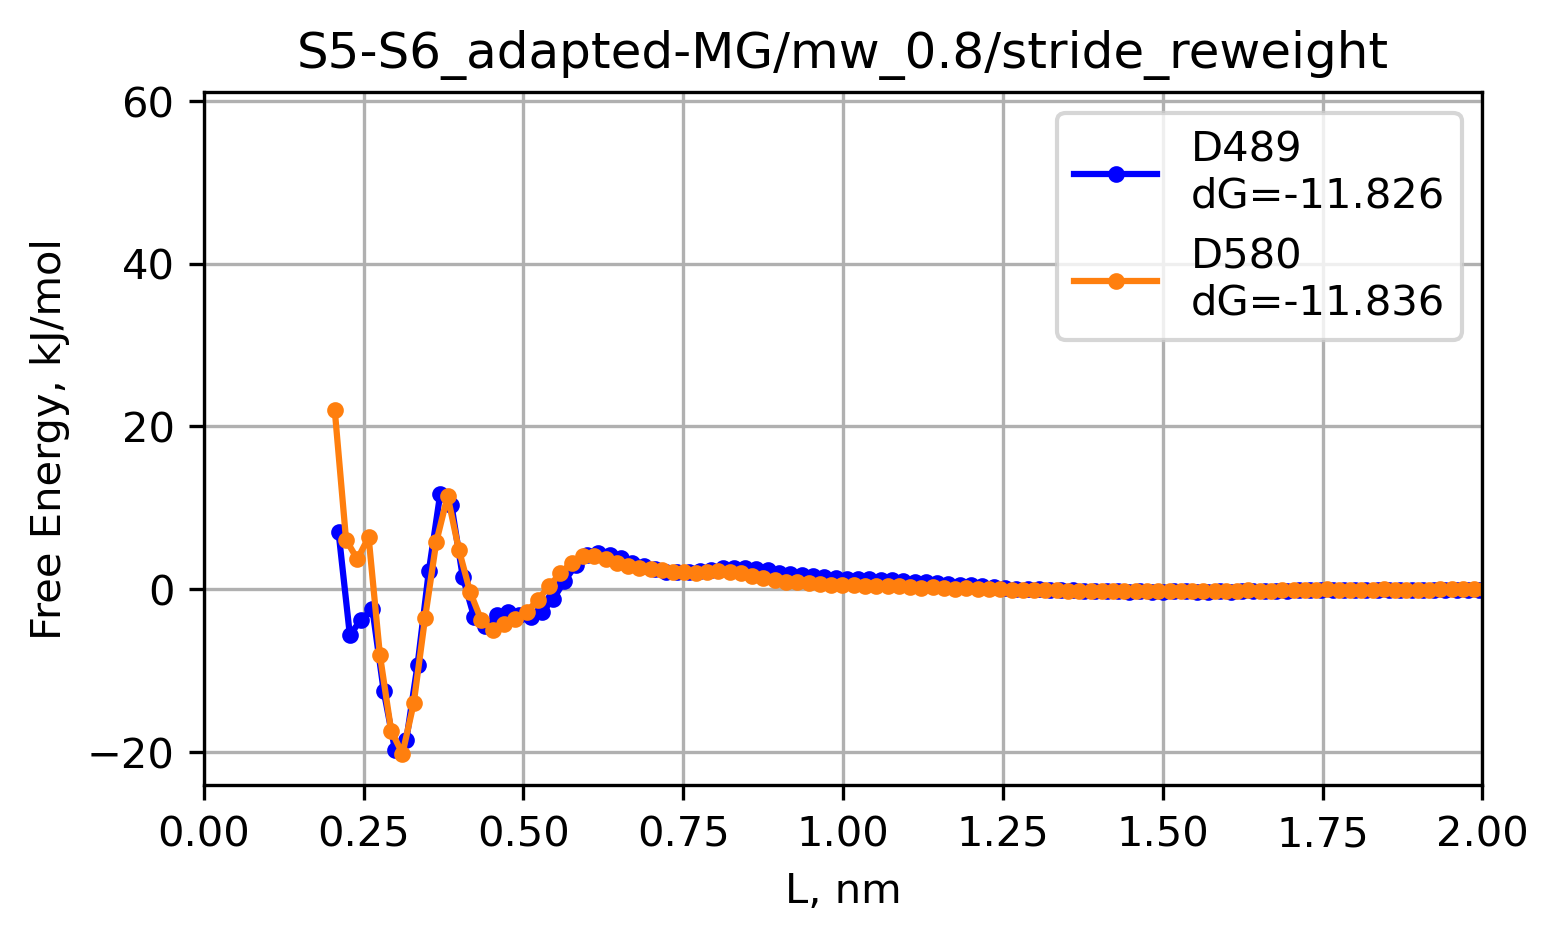 S5-S6_adapted-MG/mw_0.8/stride_reweight
60
40
20
0
−20
Free Energy, kJ/mol
D489
dG=-11.826
D580
dG=-11.836
0.00 0.25 0.50 0.75 1.00 1.25 1.50 1.75 2.00
L, nm